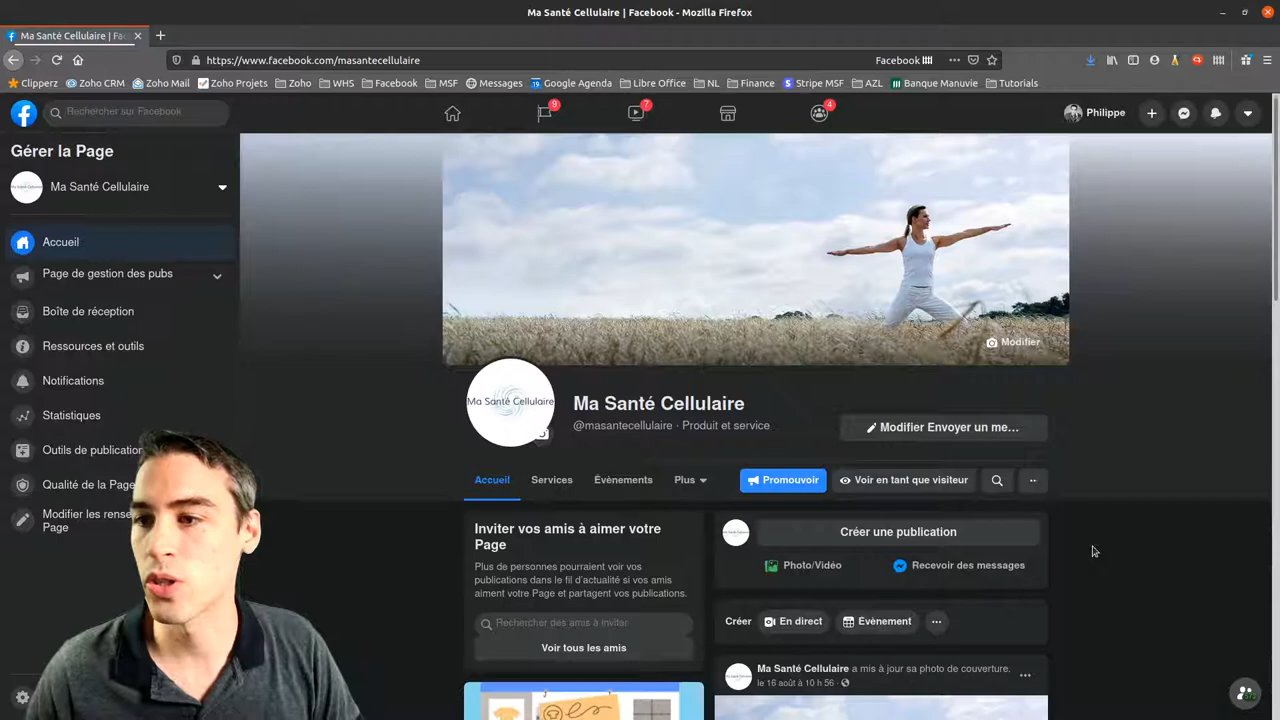 Ma Santé Cellulaire | Facebook - Mozilla Firefox
Ma Santé Cellulaire | Fac
https://www.facebook.com/masantecellulaire
Facebook
Clipperz Zoho CRM Zoho Mail Zoho Projects Zoho WHS Facebook MSF Messages Google Agenda Libre Office NL Finance Stripe MSF AZL Banque Manuvie Tutorials
Rechercher sur Facebook
9
7
4
Philippe
Gérer la Page
Ma Santé Cellulaire
Accueil
Page de gestion des pubs
Boîte de réception
Ressources et outils
Notifications
Statistiques
Outils de publication
Qualité de la Page
Modifier les rense
Page
Modifier
Ma Santé Cellulaire
Ma Santé Cellulaire
@masantecellulaire · Produit et service
Modifier Envoyer un me...
Accueil Services Évènements Plus
Promouvoir
Voir en tant que visiteur
Inviter vos amis à aimer votre
Page
Plus de personnes pourraient voir vos
publications dans le fil d'actualité si vos amis
aiment votre Page et partagent vos publications.
Rechercher des amis à inviter
Voir tous les amis
Créer une publication
Photo/Vidéo
Recevoir des messages
Créer
En direct
Évènement
Ma Santé Cellulaire a mis à jour sa photo de couverture.
le 16 août à 10 h 56 ·